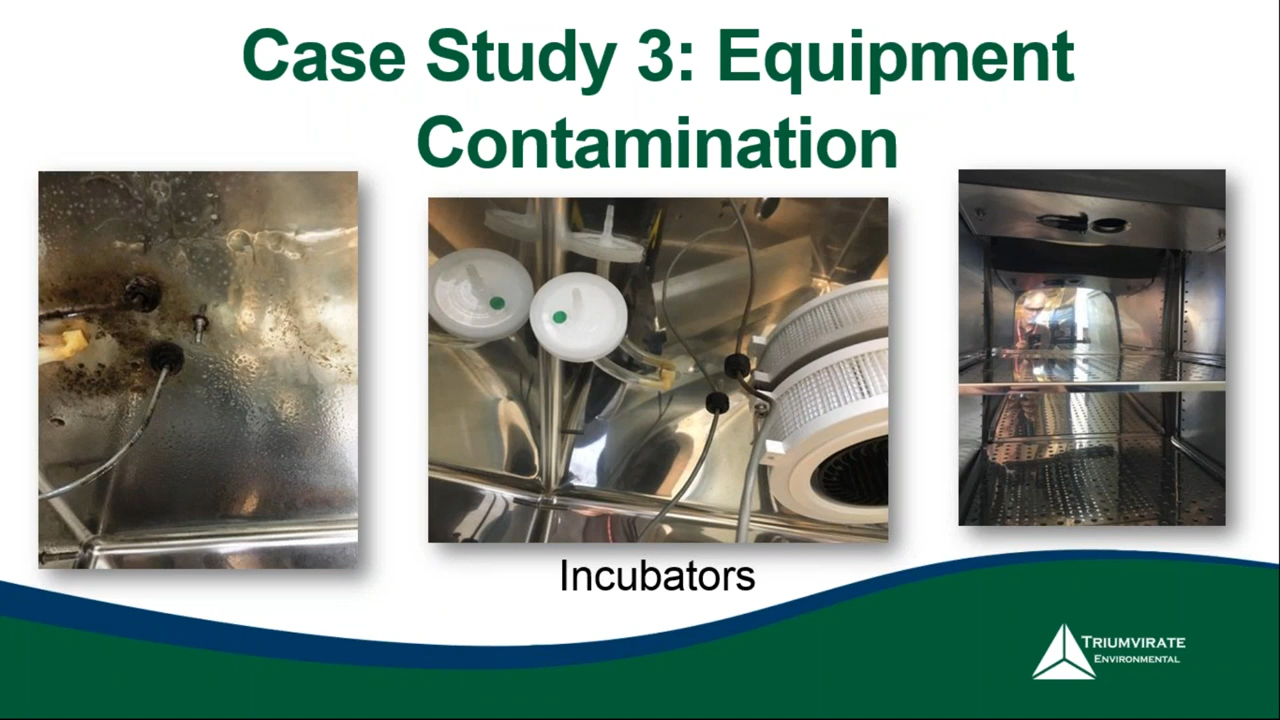 Case Study 3: Equipment
Contamination
Incubators
TRIUMVIRATE
ENVIRONMENTAL